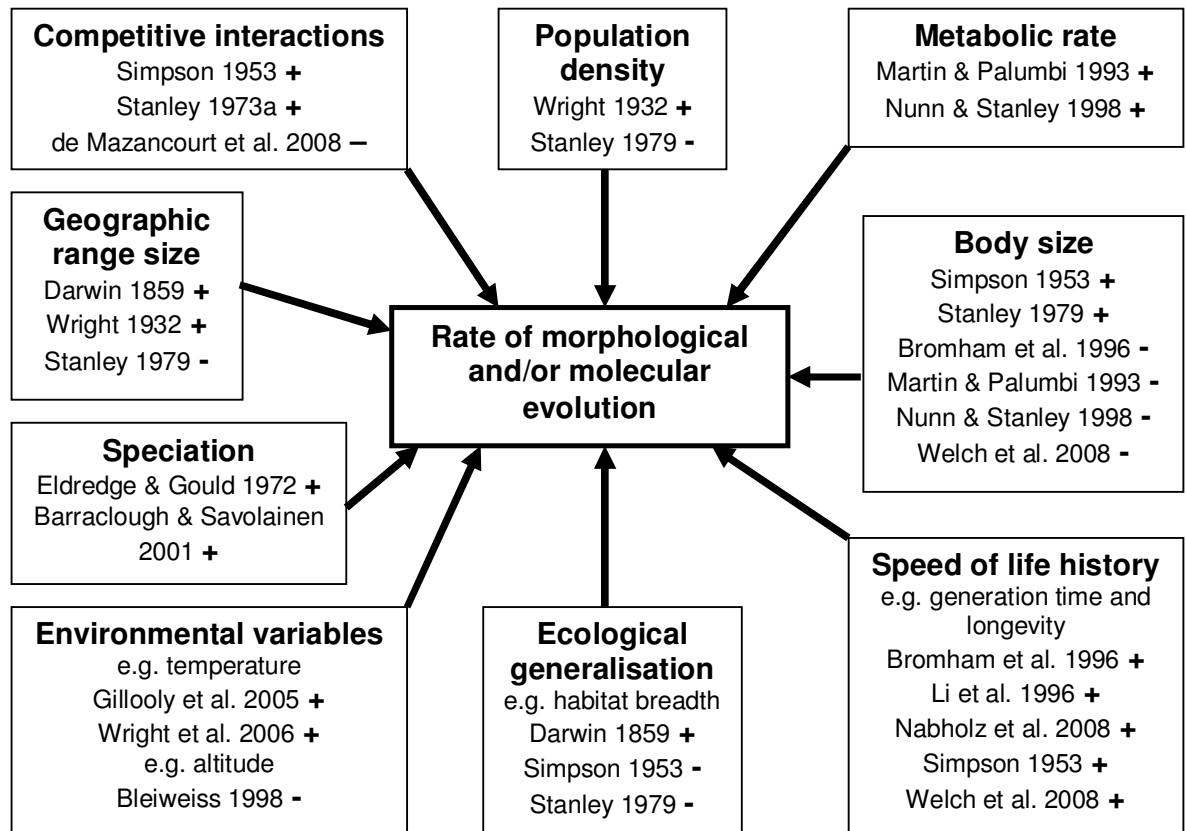 Competitive interactions
Simpson 1953 +
Stanley 1973a +
de Mazancourt et al. 2008 –
Population
density
Wright 1932 +
Stanley 1979 -
Metabolic rate
Martin & Palumbi 1993 +
Nunn & Stanley 1998 +
Geographic
range size
Darwin 1859 +
Wright 1932 +
Stanley 1979 -
Rate of morphological
and/or molecular
evolution
Body size
Simpson 1953 +
Stanley 1979 +
Bromham et al. 1996 -
Martin & Palumbi 1993 -
Nunn & Stanley 1998 -
Welch et al. 2008 -
Speciation
Eldredge & Gould 1972 +
Barraclough & Savolainen
2001 +
Environmental variables
e.g. temperature
Gillooly et al. 2005 +
Wright et al. 2006 +
e.g. altitude
Bleiweiss 1998 -
Ecological
generalisation
e.g. habitat breadth
Darwin 1859 +
Simpson 1953 -
Stanley 1979 -
Speed of life history
e.g. generation time and
longevity
Bromham et al. 1996 +
Li et al. 1996 +
Nabholz et al. 2008 +
Simpson 1953 +
Welch et al. 2008 +